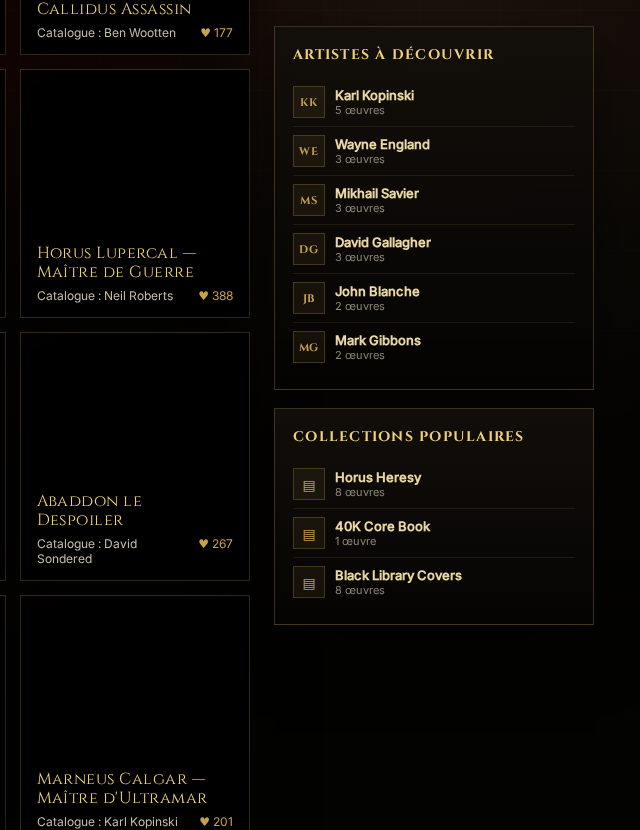 Callidus Assassin
Catalogue : Ben Wootten ♥ 177
Horus Lupercal —
Maître de Guerre
Catalogue : Neil Roberts ♥ 388
Abaddon le
Despoiler
Catalogue : David
Sondered ♥ 267
Marneus Calgar —
Maître d'Ultramar
Catalogue : Karl Kopinski ♥ 201
ARTISTES À DÉCOUVRIR
KK
Karl Kopinski
5 œuvres
WE
Wayne England
3 œuvres
MS
Mikhail Savier
3 œuvres
DG
David Gallagher
3 œuvres
JB
John Blanche
2 œuvres
MG
Mark Gibbons
2 œuvres
COLLECTIONS POPULAIRES
Horus Heresy
8 œuvres
40K Core Book
1 œuvre
Black Library Covers
8 œuvres